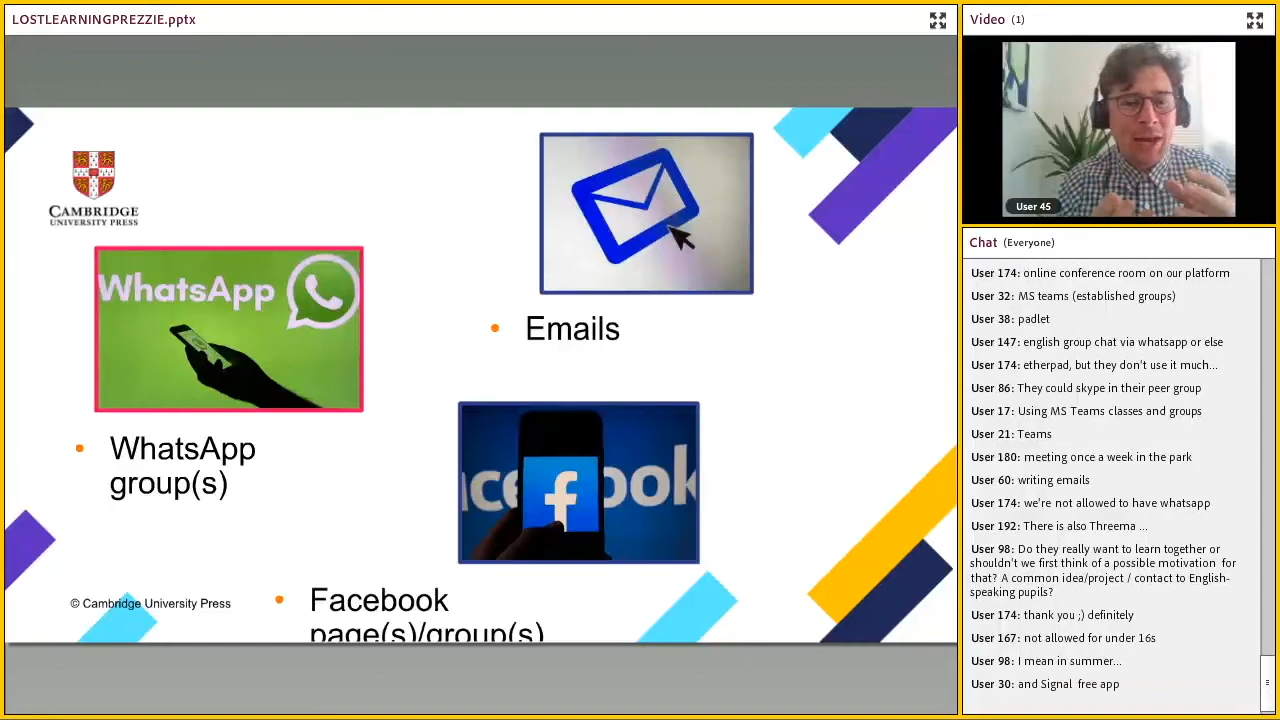 LOSTLEARNINGPREZZIE.pptx
CAMBRIDGE
UNIVERSITY PRESS
WhatsApp
• WhatsApp
group(s)
• Emails
acebook
• Facebook
page(s)/group(s)
© Cambridge University Press
Video (1)
User 45
Chat (Everyone)
User 174: online conference room on our platform
User 32: MS teams (established groups)
User 38: padlet
User 147: english group chat via whatsapp or else
User 174: etherpad, but they don't use it much...
User 86: They could skype in their peer group
User 17: Using MS Teams classes and groups
User 21: Teams
User 180: meeting once a week in the park
User 60: writing emails
User 174: we're not allowed to have whatsapp
User 192: There is also Threema ...
User 98: Do they really want to learn together or
shouldn't we first think of a possible motivation for
that? A common idea/project / contact to English-
speaking pupils?
User 174: thank you ;) definitely
User 167: not allowed for under 16s
User 98: I mean in summer...
User 30: and Signal free app